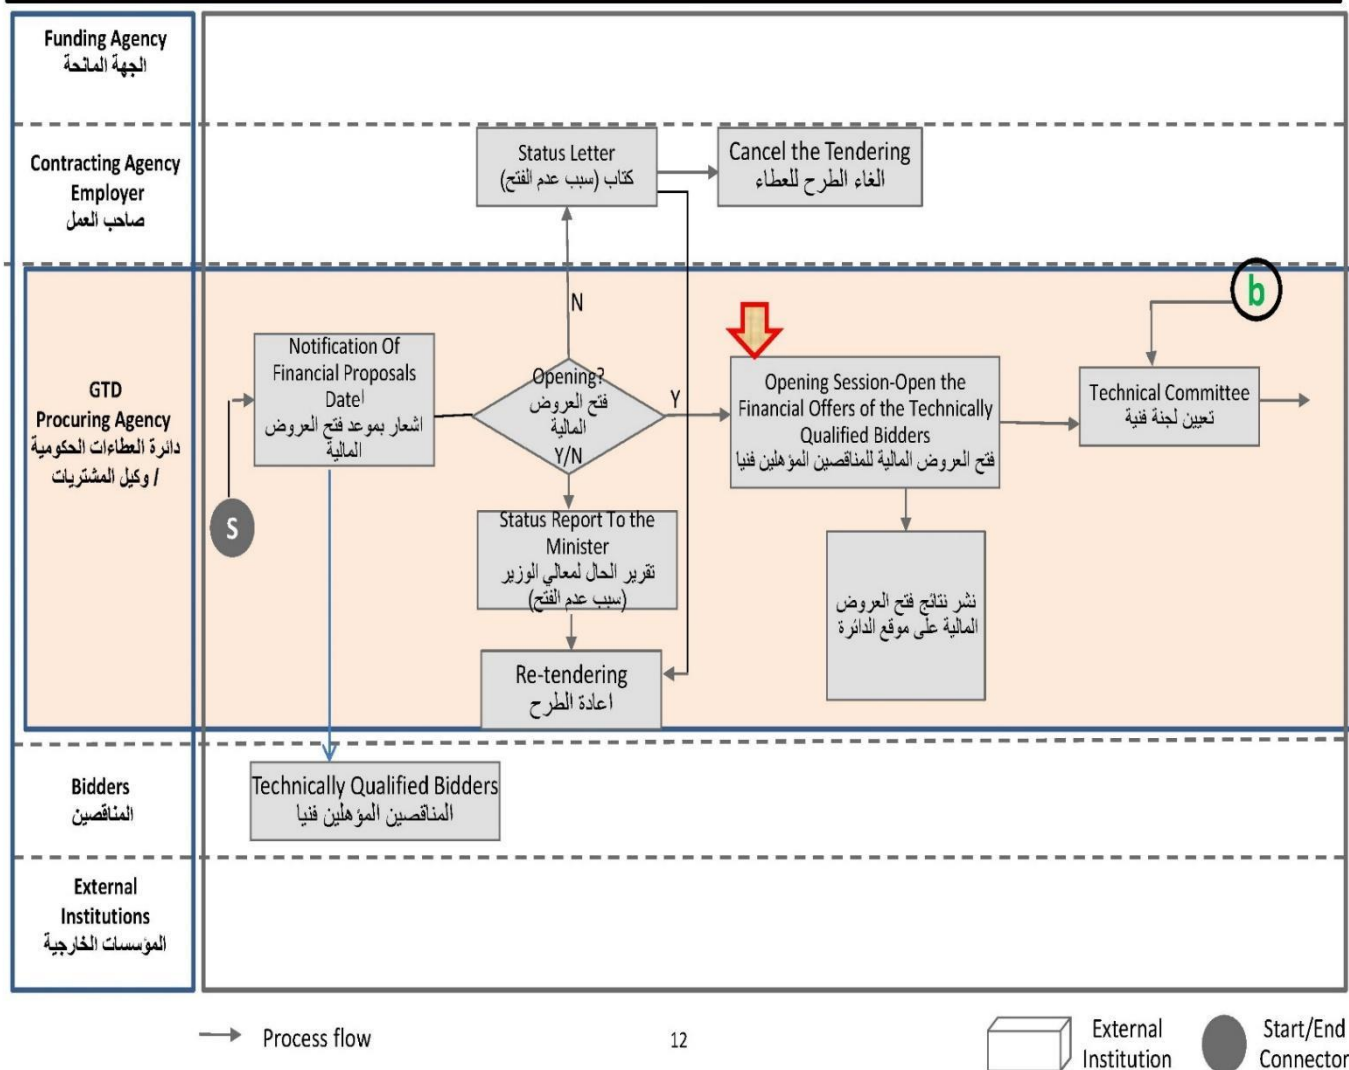 Funding Agency
الجهة المانحة
Contracting Agency
Employer
صاحب العمل
Status Letter
كتاب (سبب عدم الفتح)
Cancel the Tendering
الغاء الطرح للعطاء
GTD
Procuring Agency
دائرة العطاءات الحكومية
/ وكيل المشتريات
S
Notification Of
Financial Proposals
Date
اشعار بموعد فتح العروض
المالية
N
Opening?
فتح العروض
المالية
Y/N
Y
Opening Session-Open the
Financial Offers of the Technically
Qualified Bidders
فتح العروض المالية للمناقصين المؤهلين فنيا
b
Technical Committee
تعيين لجنة فنية
Status Report To the
Minister
تقرير الحال لمعالي الوزير
(سبب عدم الفتح)
نشر نتائج فتح العروض
المالية على موقع الدائرة
Re-tendering
اعادة الطرح
Bidders
المناقصين
Technically Qualified Bidders
المناقصين المؤهلين فنيا
External
Institutions
المؤسسات الخارجية
Process flow
12
External
Institution
Start/End
Connector